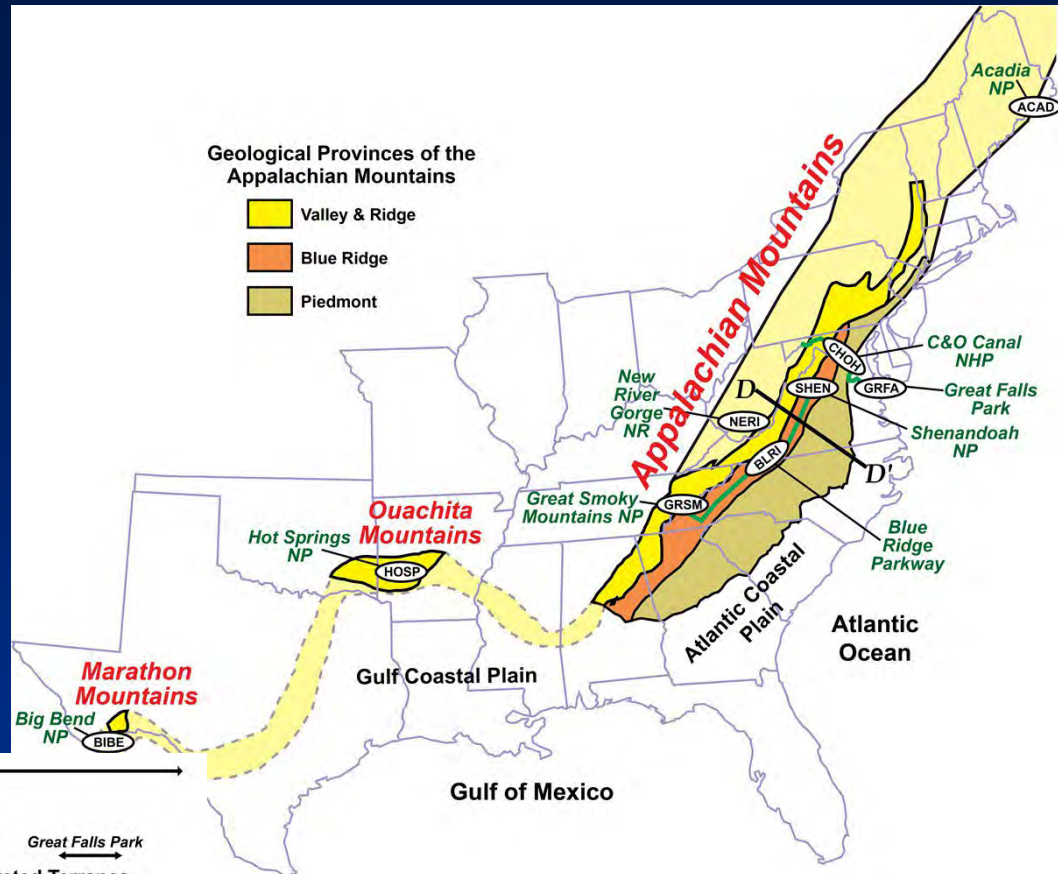 Geological Provinces of the
Appalachian Mountains
Valley & Ridge
Blue Ridge
Piedmont
Appalachian Mountains
Acadia
NP
ACAD
C&O Canal
NHP
CHOH
GRFA
Great Falls
Park
SHEN
Shenandoah
NP
New
River
Gorge
NR
NERI
D
D'
BLRI
Blue
Ridge
Parkway
Great Smoky
Mountains NP
GRSM
Ouachita
Mountains
Hot Springs
NP
HOSP
Atlantic Coastal
Plain
Atlantic
Ocean
Gulf Coastal Plain
Marathon
Mountains
Big Bend
NP
BIBE
Gulf of Mexico
Great Falls Park